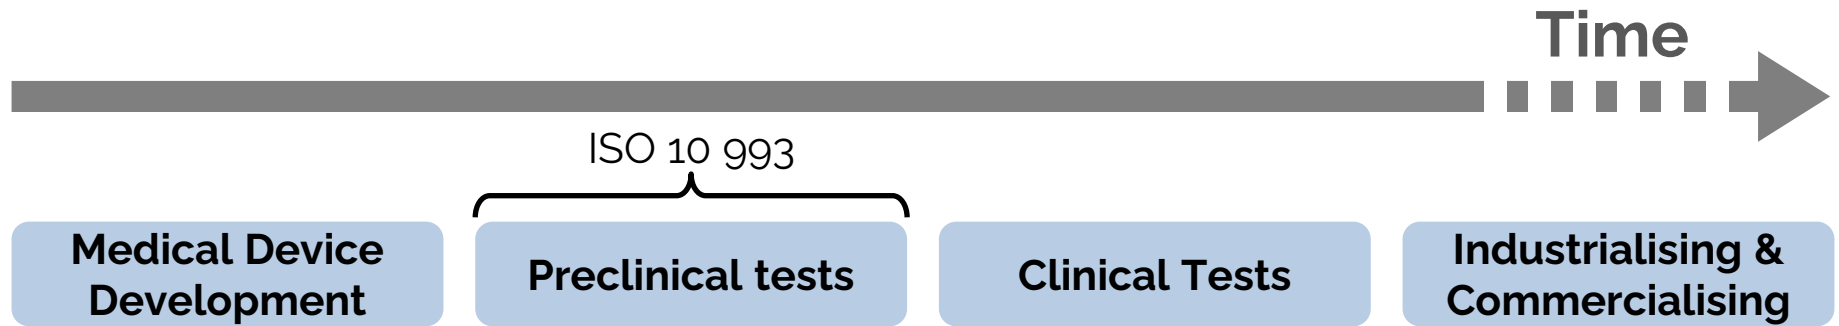 Time
ISO 10 993
Medical Device
Development
Preclinical tests
Clinical Tests
Industrialising &
Commercialising